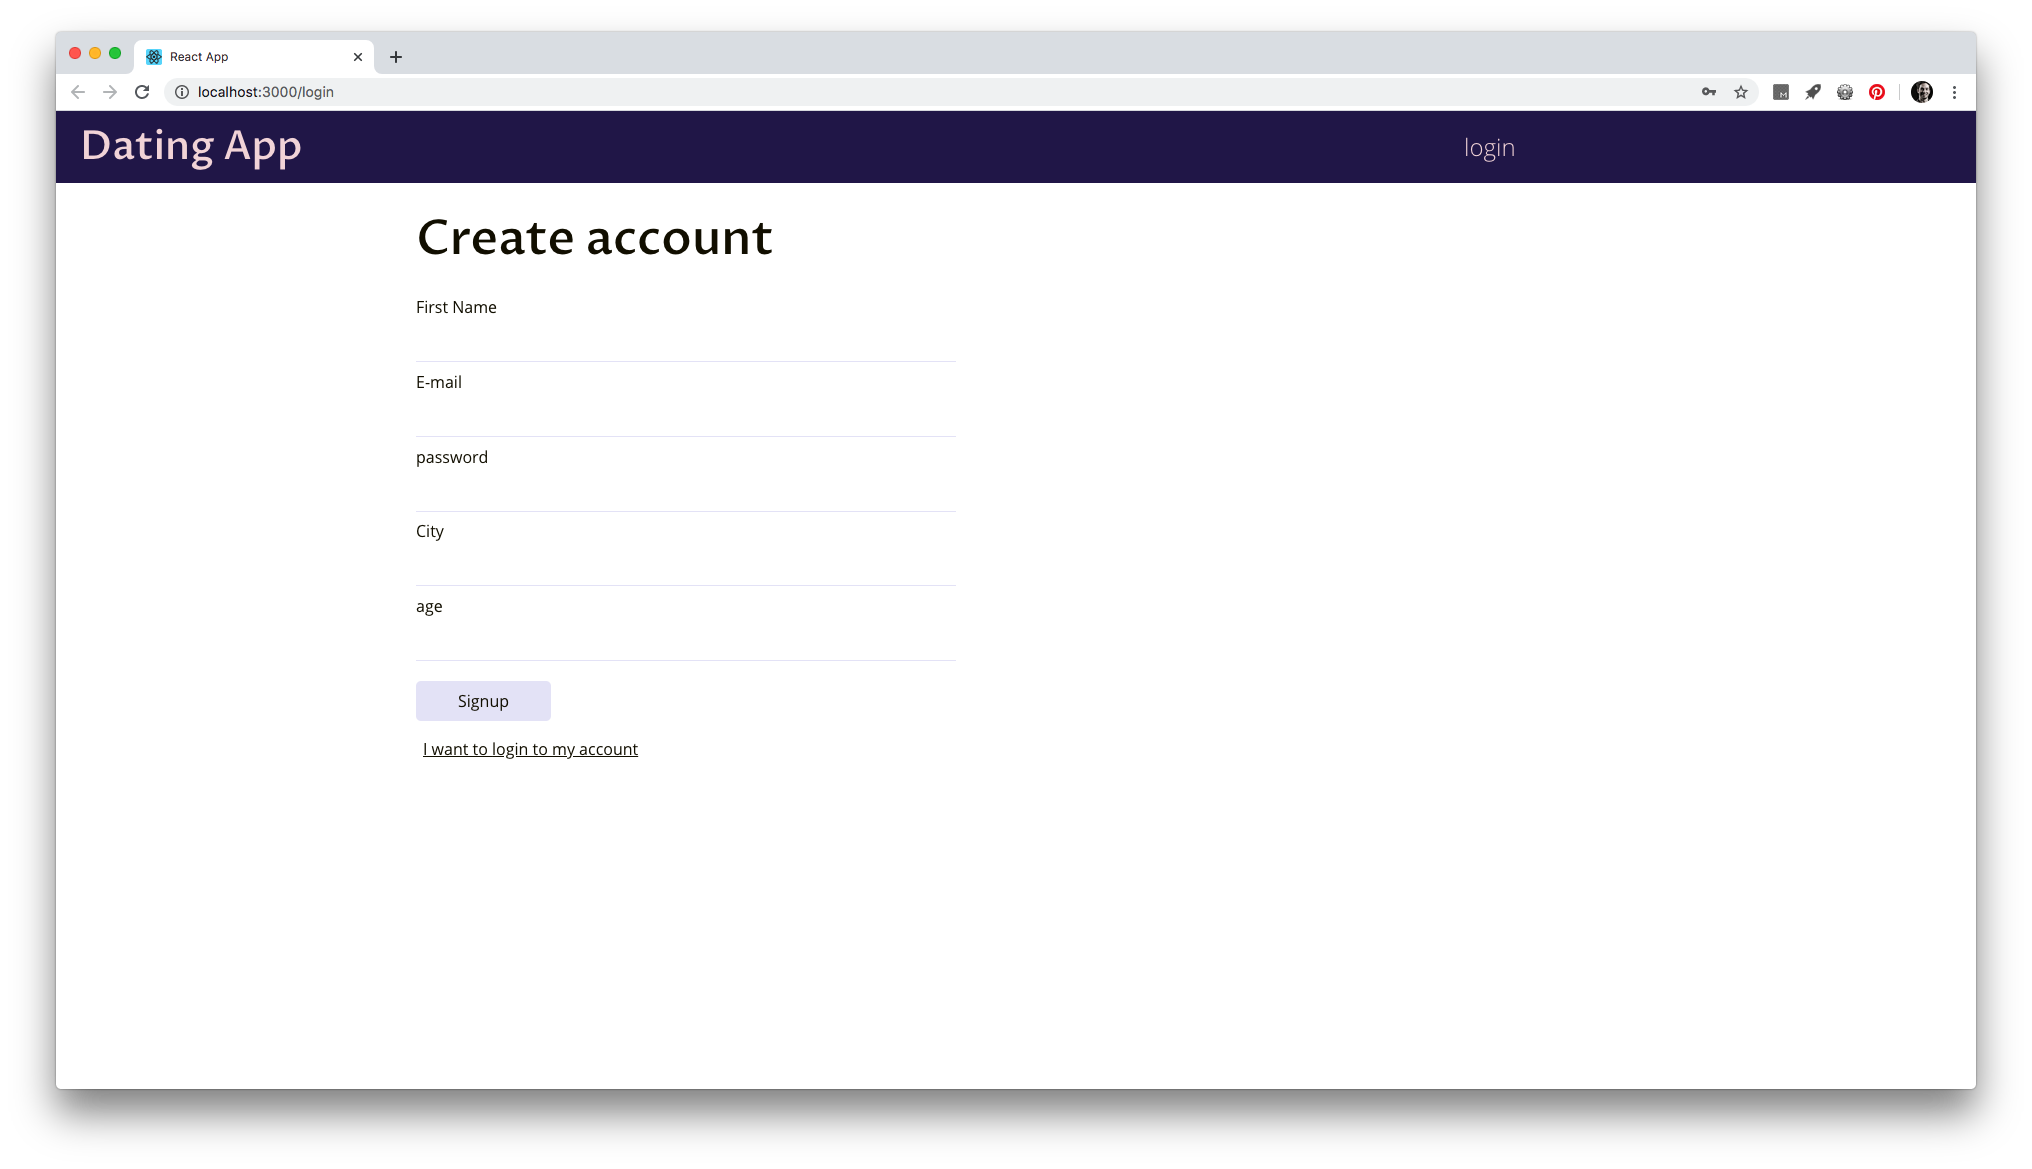 React App
localhost:3000/login
Dating App
login
Create account
First Name
E-mail
password
City
age
Signup
I want to login to my account